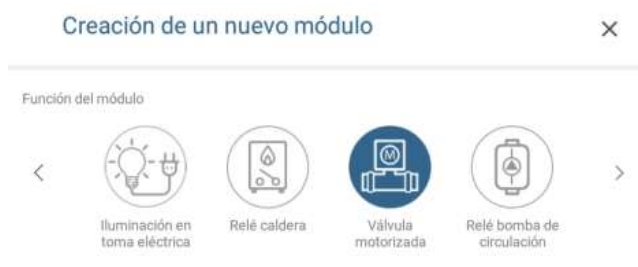 Creación de un nuevo módulo
Función del módulo
Iluminación en
toma eléctrica
Relé caldera
M
Válvula
motorizada
Relé bomba de
circulación